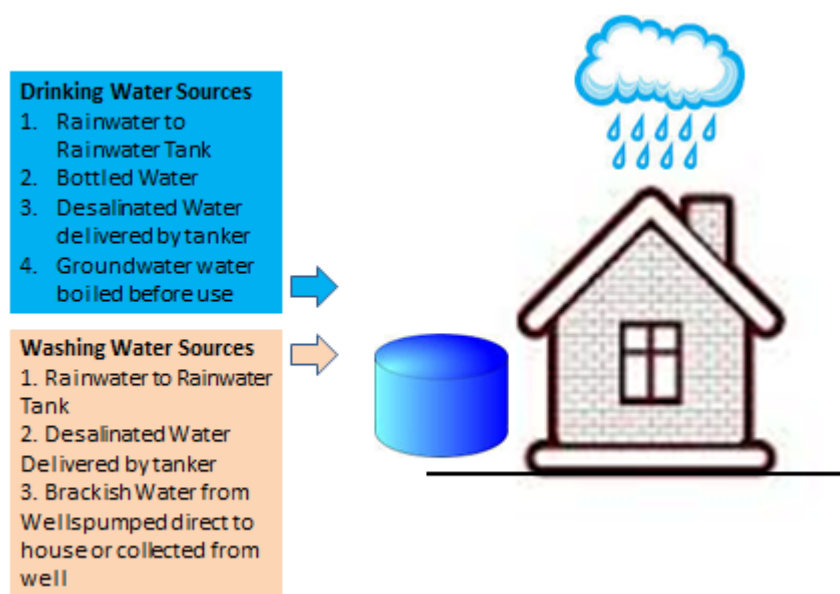 Drinking Water Sources
1. Rainwater to
Rainwater Tank
2. Bottled Water
3. Desalinated Water
delivered by tanker
4. Groundwater water
boiled before use
Washing Water Sources
1. Rainwater to Rainwater
Tank
2. Desalinated Water
Delivered by tanker
3. Brackish Water from
Wellspumped direct to
house or collected from
well